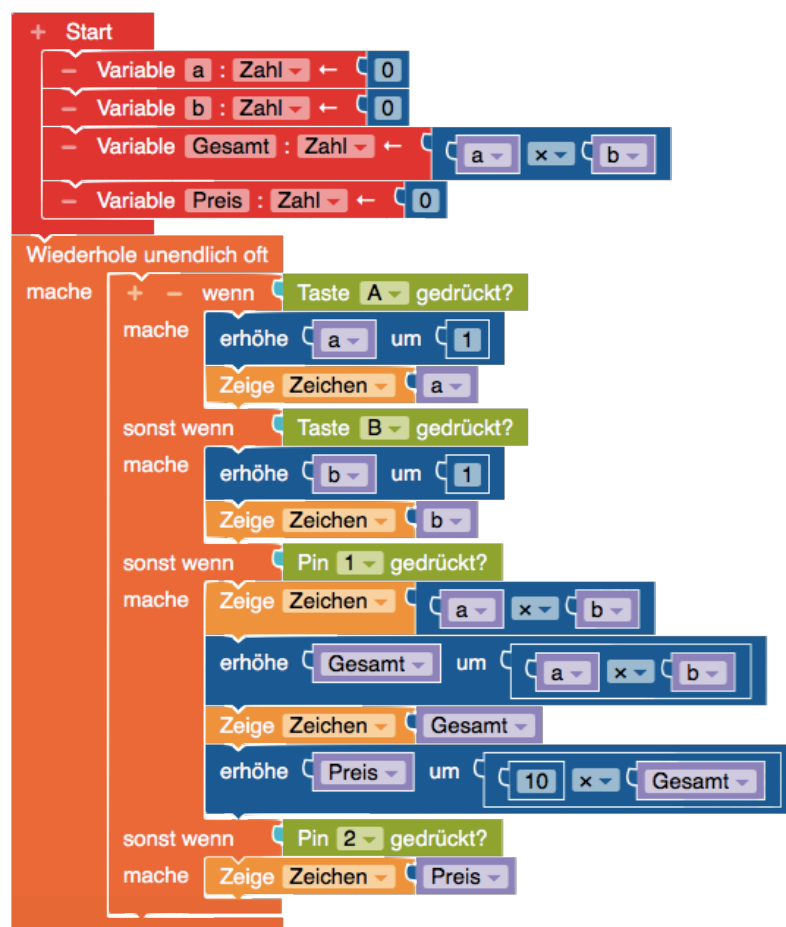 + Start
− Variable a : Zahl ← 0
− Variable b : Zahl ← 0
− Variable Gesamt : Zahl ← a × b
− Variable Preis : Zahl ← 0
Wiederhole unendlich oft
mache + − wenn Taste A gedrückt?
mache erhöhe a um 1
Zeige Zeichen a
sonst wenn Taste B gedrückt?
mache erhöhe b um 1
Zeige Zeichen b
sonst wenn Pin 1 gedrückt?
mache Zeige Zeichen a × b
erhöhe Gesamt um a × b
Zeige Zeichen Gesamt
erhöhe Preis um 10 × Gesamt
sonst wenn Pin 2 gedrückt?
mache Zeige Zeichen Preis